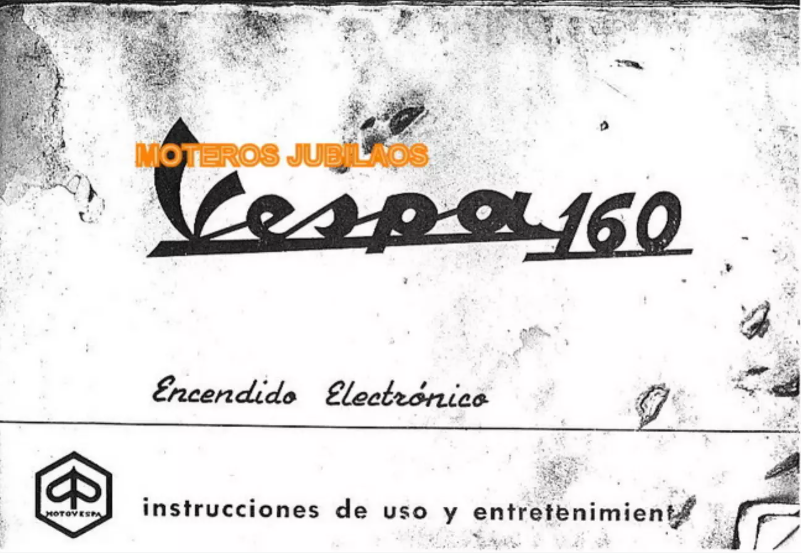 MOTEROS JUBILAOS
Vespa 160
Encendido Electrónico
MOTOVESPA
instrucciones de uso y entretenimient